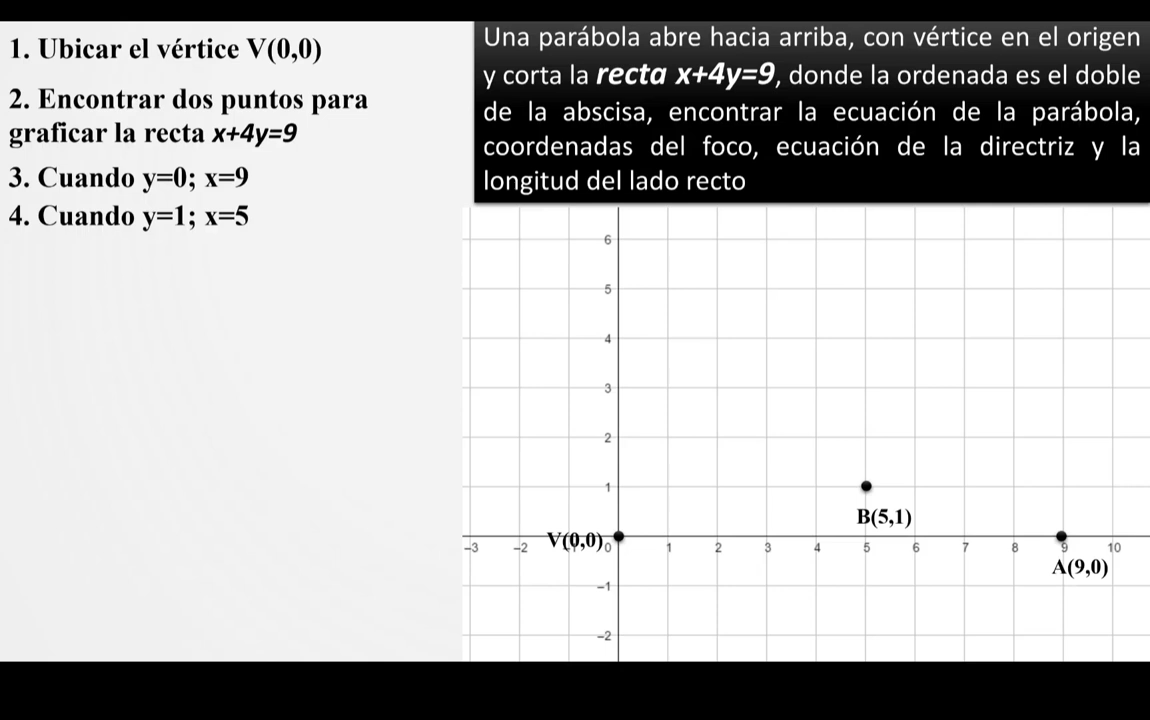 1. Ubicar el vértice V(0,0)
2. Encontrar dos puntos para
graficar la recta x+4y=9
3. Cuando y=0; x=9
4. Cuando y=1; x=5
Una parábola abre hacia arriba, con vértice en el origen
y corta la recta x+4y=9, donde la ordenada es el doble
de la abscisa, encontrar la ecuación de la parábola,
coordenadas del foco, ecuación de la directriz y la
longitud del lado recto
6
5
4
3
2
1
B(5,1)
V(0,0)
−3 −2 0 1 2 3 4 5 6 7 8 9 10
A(9,0)
−1
−2